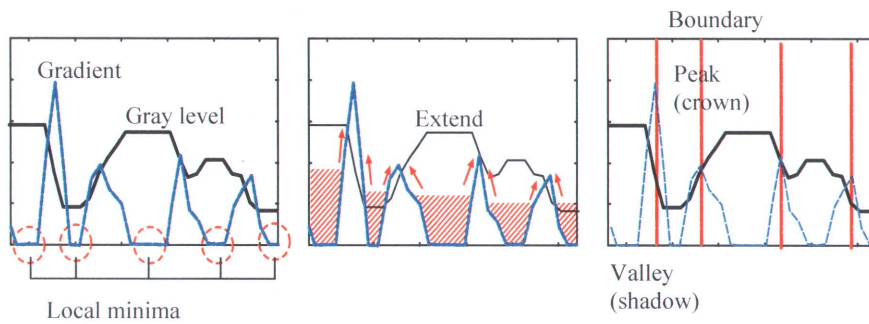 Gradient
Gray level
Local minima
Extend
Boundary
Peak
(crown)
Valley
(shadow)